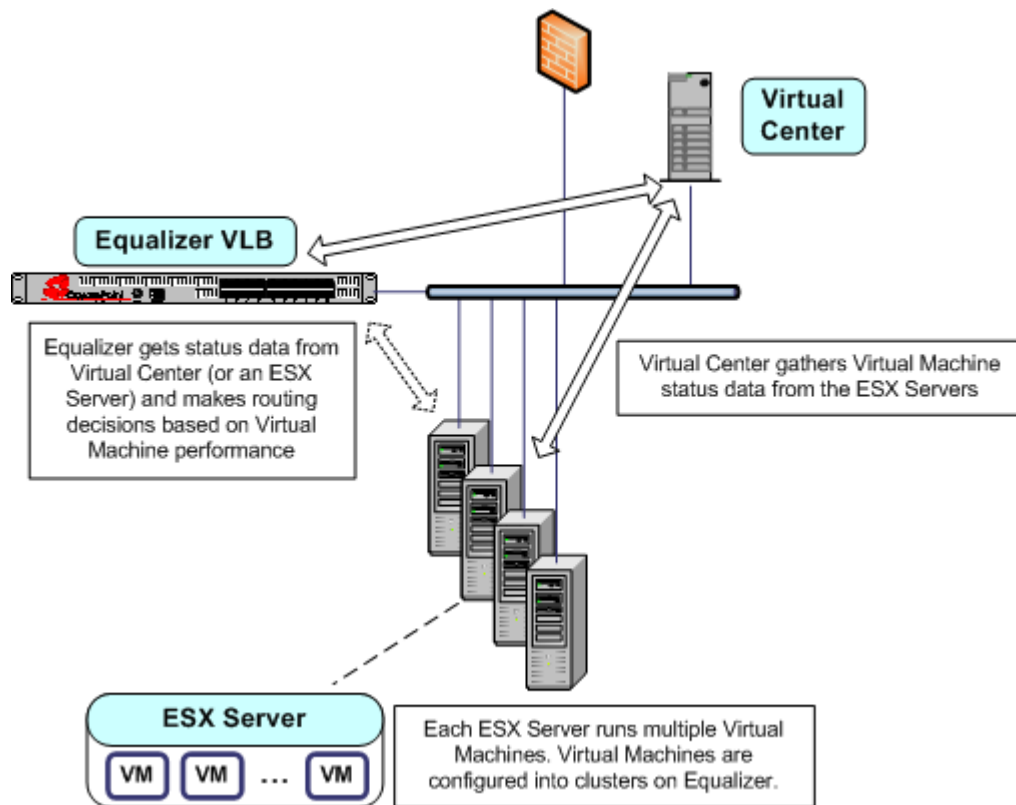 Virtual
Center
Equalizer VLB
Equalizer gets status data from
Virtual Center (or an ESX
Server) and makes routing
decisions based on Virtual
Machine performance
Virtual Center gathers Virtual Machine
status data from the ESX Servers
ESX Server
VM VM ... VM
Each ESX Server runs multiple Virtual
Machines. Virtual Machines are
configured into clusters on Equalizer.